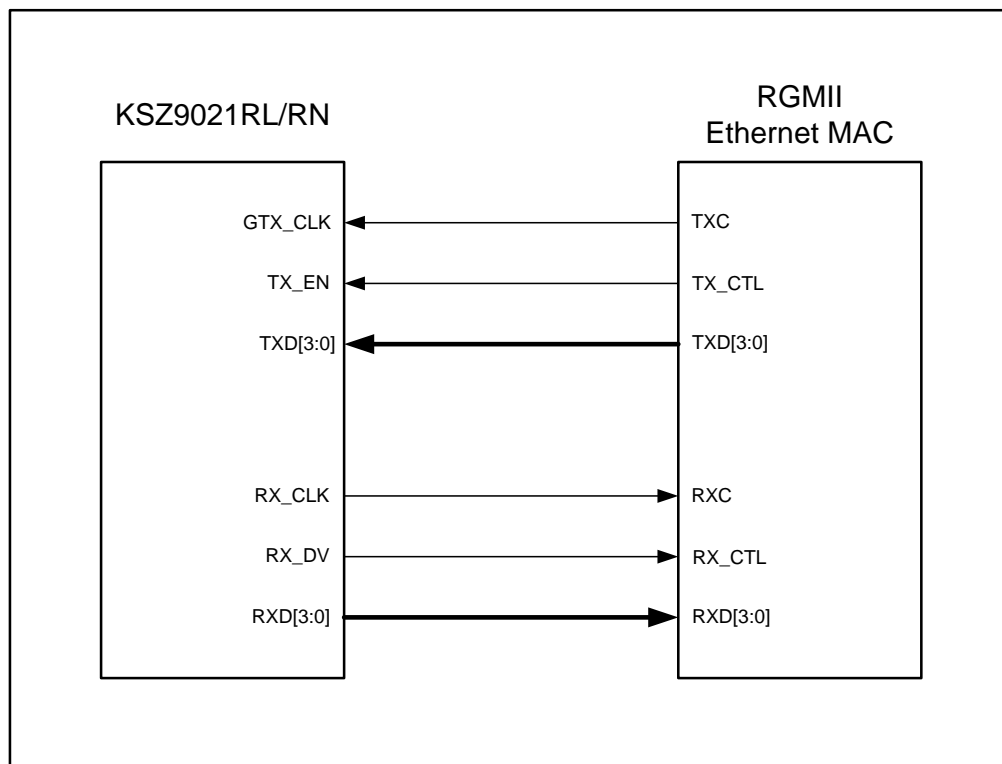 KSZ9021RL/RN
RGMII
Ethernet MAC
GTX_CLK
TXC
TX_EN
TX_CTL
TXD[3:0]
TXD[3:0]
RX_CLK
RXC
RX_DV
RX_CTL
RXD[3:0]
RXD[3:0]